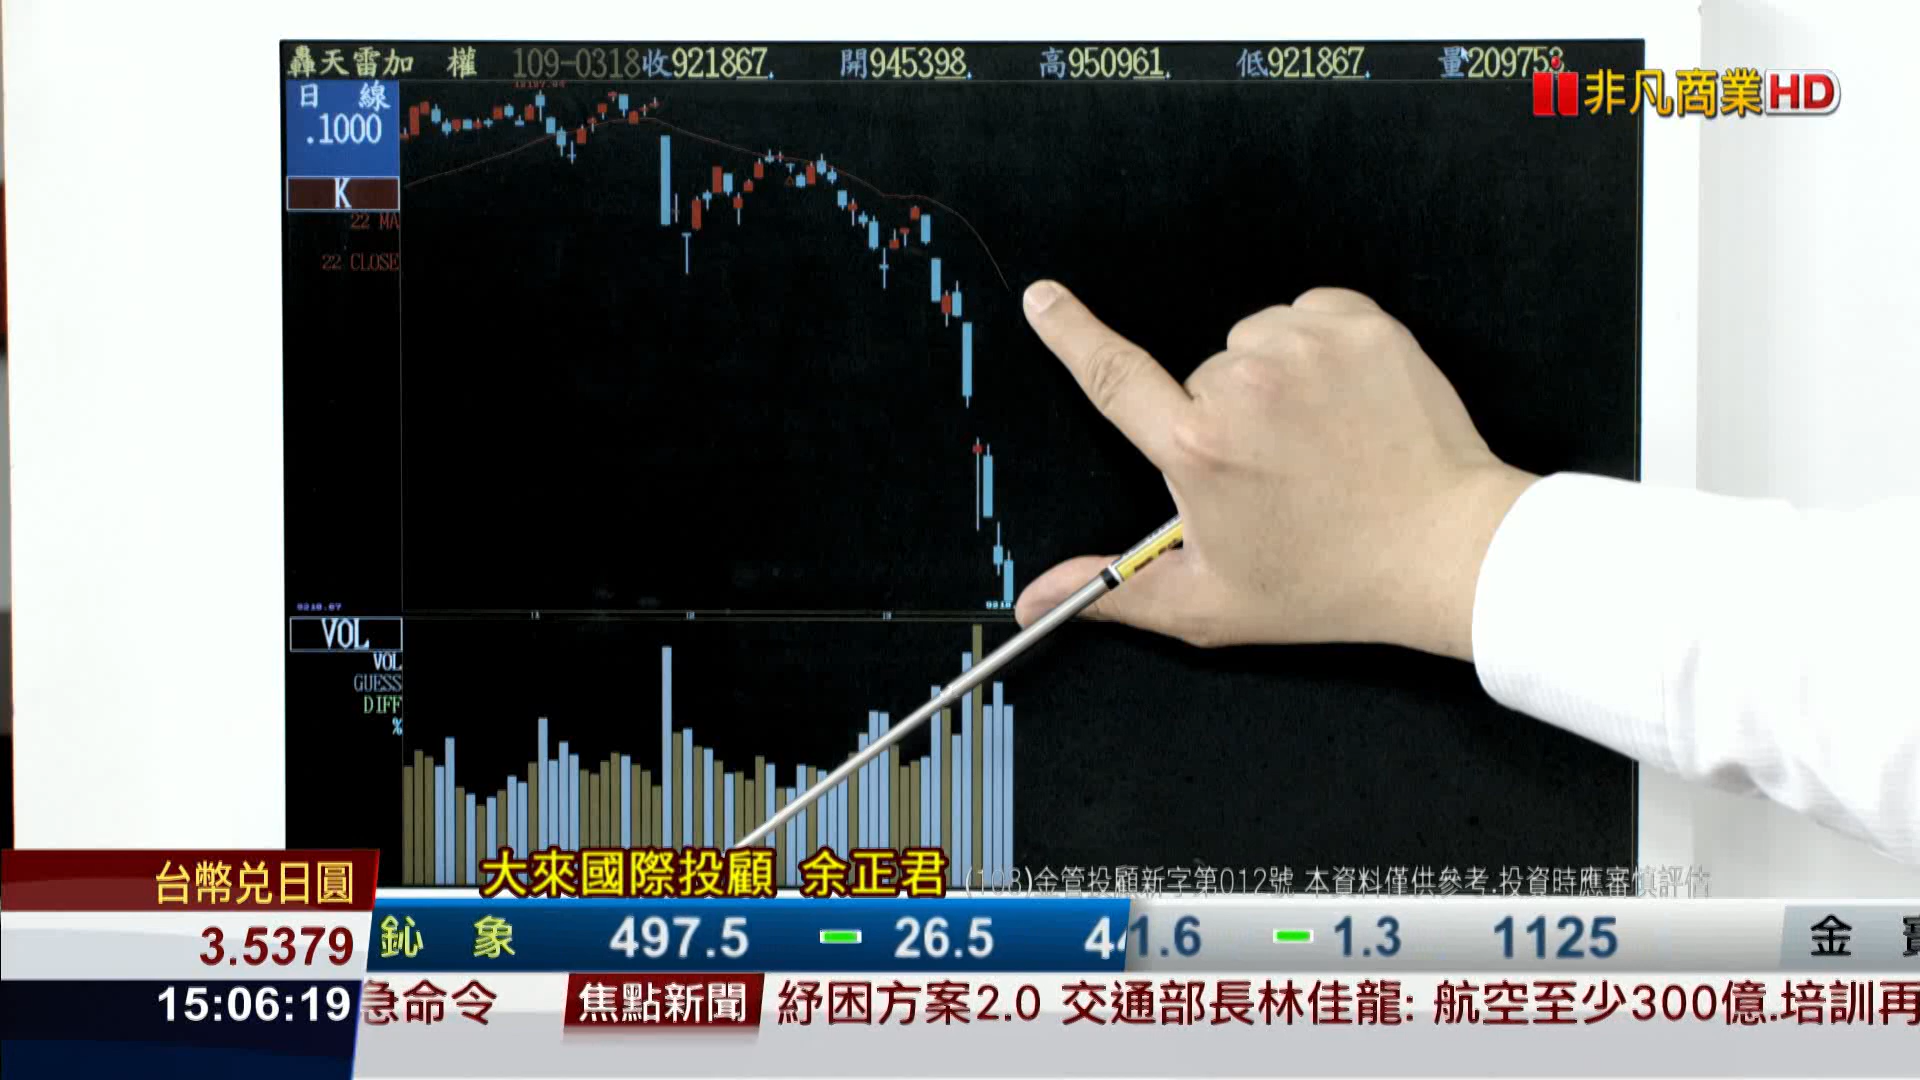 轟天雷加 權 109-0318收921867 開945398 高950961 低921867 量209753
非凡商業HD
日 線
.1000
K
22 MA
22 CLOSE
9218.67
VOL
VOL
GUESS
DIFF
%
大來國際投顧 余正君
(108)金管投顧新字第012號 本資料僅供參考.投資時應審慎評估
台幣兌日圓
3.5379
鈊 象 497.5 26.5 44 1.6 1.3 1125 金 寶
15:06:19
急命令 焦點新聞 紓困方案2.0 交通部長林佳龍: 航空至少300億.培訓再